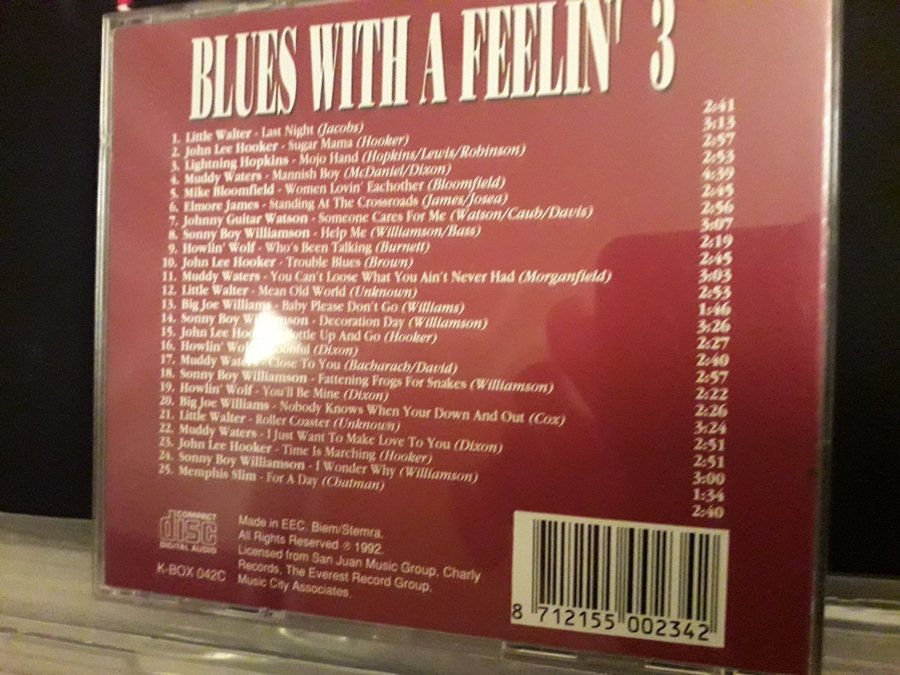 BLUES WITH A FEELIN' 3
1. Little Walter - Last Night (Jacobs) 2:41
2. John Lee Hooker - Sugar Mama (Hooker) 3:13
3. Lightning Hopkins - Mojo Hand (Hopkins/Lewis/Robinson) 2:57
4. Muddy Waters - Mannish Boy (McDaniel/Dixon) 2:53
5. Mike Bloomfield - Women Lovin' Eachother (Bloomfield) 4:39
6. Elmore James - Standing At The Crossroads (James/Josea) 2:45
7. Johnny Guitar Watson - Someone Cares For Me (Watson/Caub/Davis) 2:56
8. Sonny Boy Williamson - Help Me (Williamson/Bass) 3:07
9. Howlin' Wolf - Who's Been Talking (Burnett) 2:19
10. John Lee Hooker - Trouble Blues (Brown) 2:45
11. Muddy Waters - You Can't Loose What You Ain't Never Had (Morganfield) 3:03
12. Little Walter - Mean Old World (Unknown) 2:53
13. Big Joe Williams - Baby Please Don't Go (Williams) 1:46
14. Sonny Boy Williamson - Decoration Day (Williamson) 3:26
15. John Lee Up And Go (Hooker) 2:27
16. Howlin' Wolf (Dixon) 2:40
17. Muddy Waters - Close To You (Bacharach/David) 2:57
18. Sonny Boy Williamson - Fattening Frogs For Snakes (Williamson) 2:22
19. Howlin' Wolf - You'll Be Mine (Dixon) 2:26
20. Big Joe Williams - Nobody Knows When Your Down And Out (Cox) 3:24
21. Little Walter - Roller Coaster (Unknown) 2:51
22. Muddy Waters - I Just Want To Make Love To You (Dixon) 2:51
23. John Lee Hooker - Time Is Marching (Hooker) 3:00
24. Sonny Boy Williamson - I Wonder Why (Williamson) 1:34
25. Memphis Slim - For A Day (Chatman) 2:40
COMPACT
disc
DIGITAL AUDIO
K-BOX 042C
Made in EEC. Biem/Stemra.
All Rights Reserved ℗ 1992.
Licensed from San Juan Music Group, Charly
Records, The Everest Record Group,
Music City Associates.
8 712155 002342